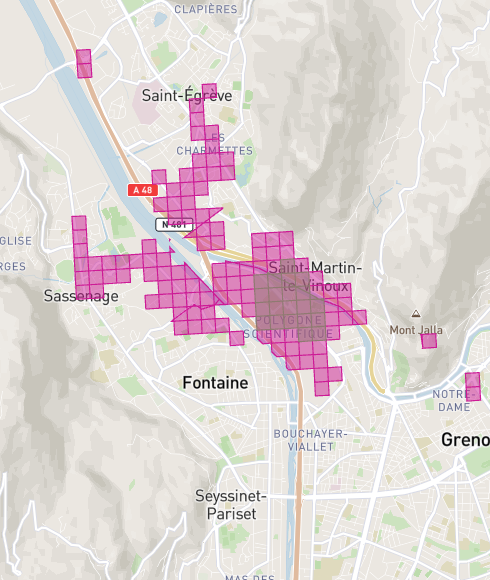 CLAPIÈRES
Saint-Égrève
LES
CHARMETTES
A 48
N 481
GLISE
ERGES
Sassenage
Saint-Martin-
le-Vinoux
POLYGONE
SCIENTIFIQUE
Mont Jalla
Fontaine
NOTRE-
DAME
Greno
BOUCHAYER-
VIALLET
Seyssinet-
Pariset
MAS DES